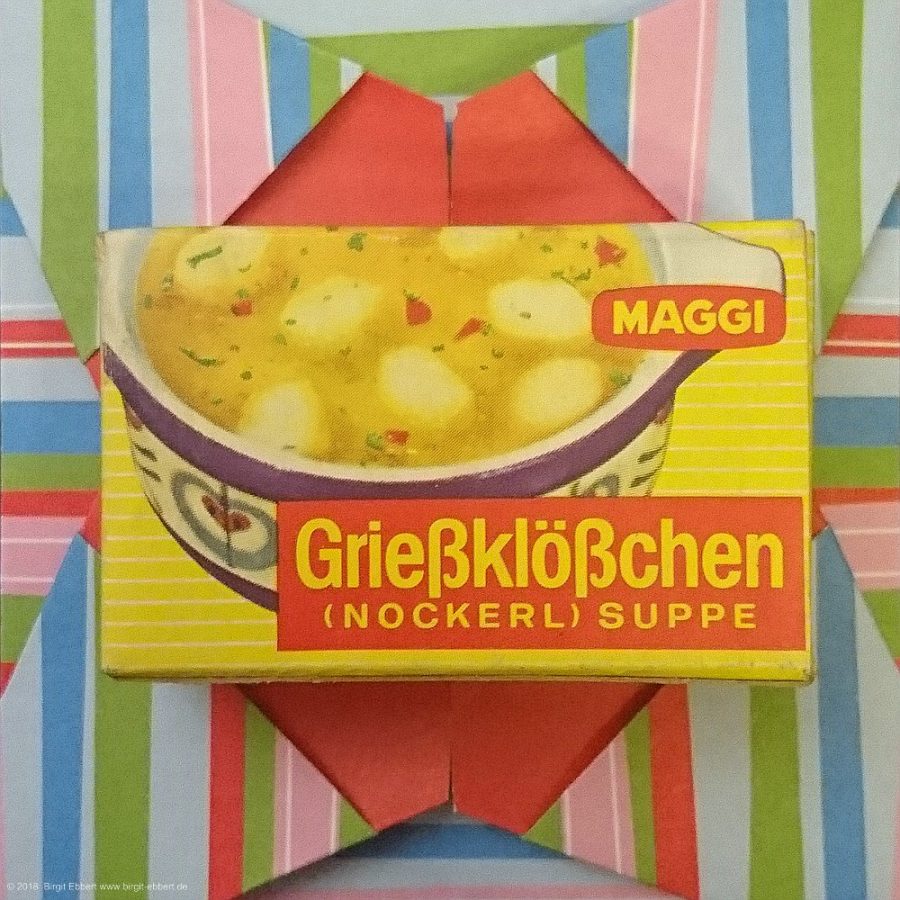 MAGGI
Grießklößchen
(NOCKERL) SUPPE
© 2018 Birgit Ebbert www.birgit-ebbert.de